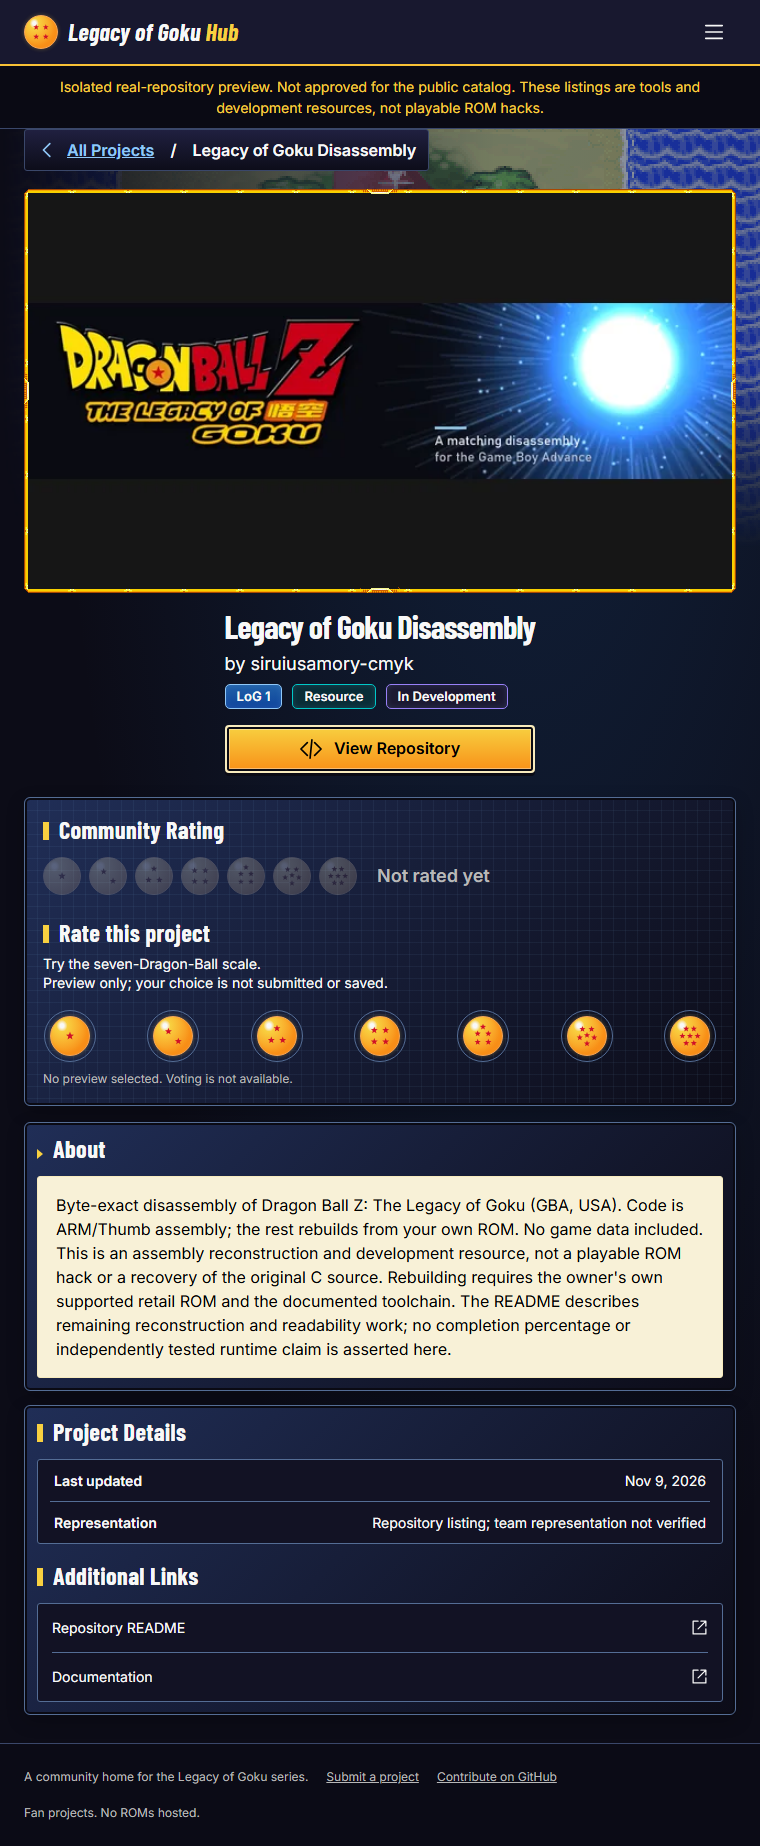 Legacy of Goku Hub
Isolated real-repository preview. Not approved for the public catalog. These listings are tools and
development resources, not playable ROM hacks.
All Projects / Legacy of Goku Disassembly
DRAGON BALL Z
THE LEGACY OF 悟空
GOKU
A matching disassembly
for the Game Boy Advance
Legacy of Goku Disassembly
by siruiusamory-cmyk
LoG 1 Resource In Development
View Repository
Community Rating
Not rated yet
Rate this project
Try the seven-Dragon-Ball scale.
Preview only; your choice is not submitted or saved.
No preview selected. Voting is not available.
About
Byte-exact disassembly of Dragon Ball Z: The Legacy of Goku (GBA, USA). Code is
ARM/Thumb assembly; the rest rebuilds from your own ROM. No game data included.
This is an assembly reconstruction and development resource, not a playable ROM
hack or a recovery of the original C source. Rebuilding requires the owner's own
supported retail ROM and the documented toolchain. The README describes
remaining reconstruction and readability work; no completion percentage or
independently tested runtime claim is asserted here.
Project Details
Last updated Nov 9, 2026
Representation Repository listing; team representation not verified
Additional Links
Repository README
Documentation
A community home for the Legacy of Goku series. Submit a project Contribute on GitHub
Fan projects. No ROMs hosted.